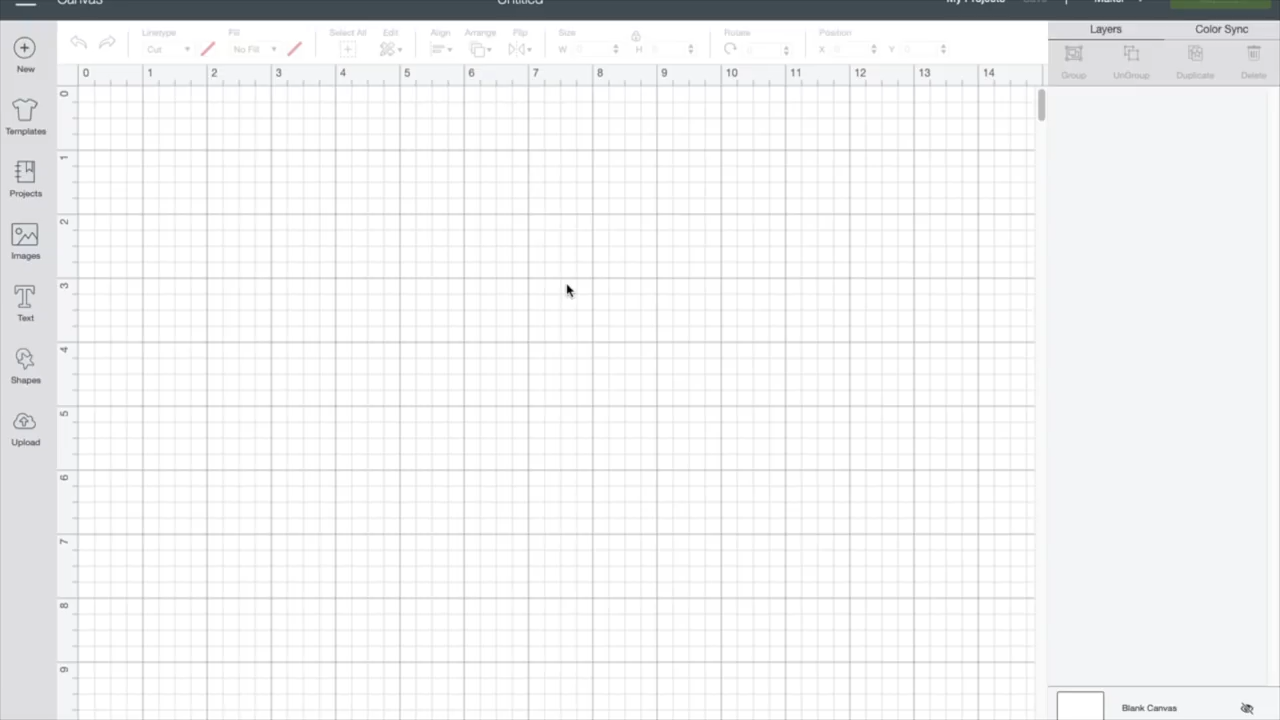 Canvas
Untitled
My Projects
Save
Maker
Linetype
Fill
Select All
Edit
Align
Arrange
Flip
Size
Rotate
Position
Cut
No Fill
W
H
X
Y
Layers
Color Sync
Group
UnGroup
Duplicate
Delete
0 1 2 3 4 5 6 7 8 9 10 11 12 13 14
0
1
2
3
4
5
6
7
8
9
New
Templates
Projects
Images
Text
Shapes
Upload
Blank Canvas